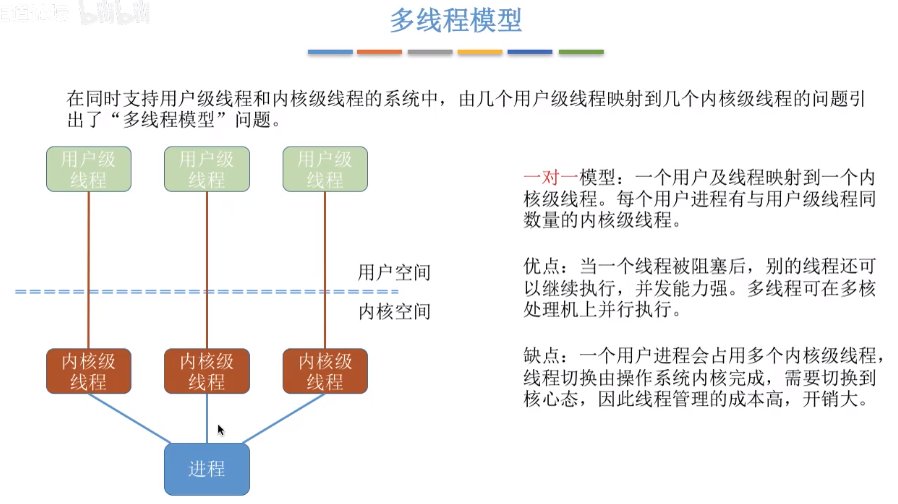 bilibili
多线程模型
在同时支持用户级线程和内核级线程的系统中，由几个用户级线程映射到几个内核级线程的问题引
出了“多线程模型”问题。
用户级
线程
用户级
线程
用户级
线程
用户空间
内核空间
内核级
线程
内核级
线程
内核级
线程
进程
一对一模型：一个用户及线程映射到一个内
核级线程。每个用户进程有与用户级线程同
数量的内核级线程。
优点：当一个线程被阻塞后，别的线程还可
以继续执行，并发能力强。多线程可在多核
处理机上并行执行。
缺点：一个用户进程会占用多个内核级线程，
线程切换由操作系统内核完成，需要切换到
核心态，因此线程管理的成本高，开销大。